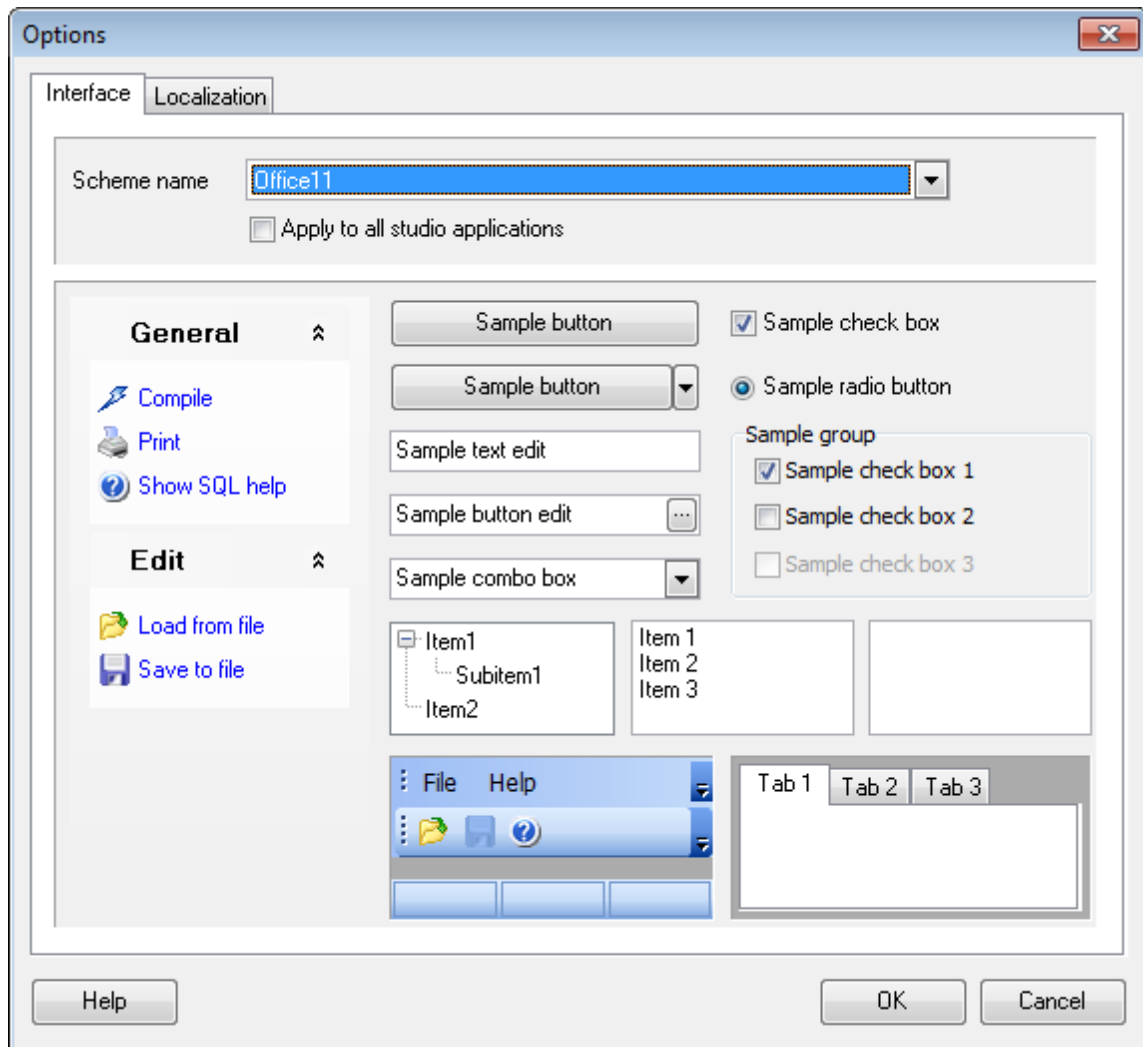 Options
Interface
Localization
Scheme name
Office11
Apply to all studio applications
General
Compile
Print
Show SQL help
Edit
Load from file
Save to file
Sample button
Sample button
Sample text edit
Sample button edit
...
Sample combo box
Sample check box
Sample radio button
Sample group
Sample check box 1
Sample check box 2
Sample check box 3
Item1
Subitem1
Item2
Item 1
Item 2
Item 3
File Help
Tab 1 Tab 2 Tab 3
Help
OK
Cancel